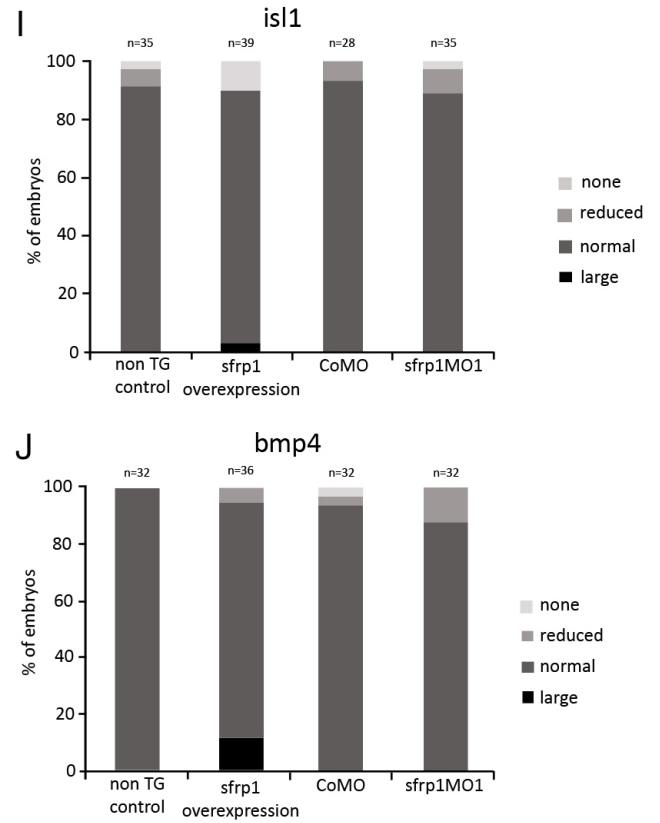 I
isl1
n=35
n=39
n=28
n=35
100
80
60
40
20
0
% of embryos
non TG
control
sfrp1
overexpression
CoMO
sfrp1MO1
none
reduced
normal
large
J
bmp4
n=32
n=36
n=32
n=32
100
80
60
40
20
0
% of embryos
non TG
control
sfrp1
overexpression
CoMO
sfrp1MO1
none
reduced
normal
large